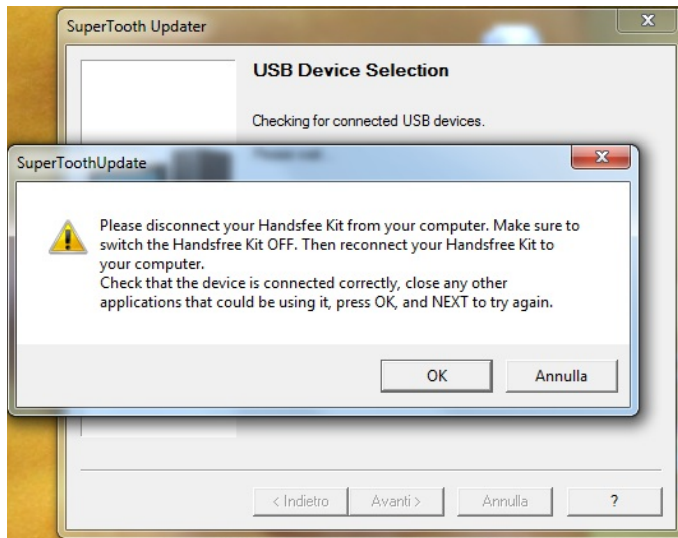 SuperTooth Updater
USB Device Selection
Checking for connected USB devices.
Please wait...
SuperToothUpdate
Please disconnect your Handsfee Kit from your computer. Make sure to
switch the Handsfree Kit OFF. Then reconnect your Handsfree Kit to
your computer.
Check that the device is connected correctly, close any other
applications that could be using it, press OK, and NEXT to try again.
OK Annulla
< Indietro Avanti > Annulla ?